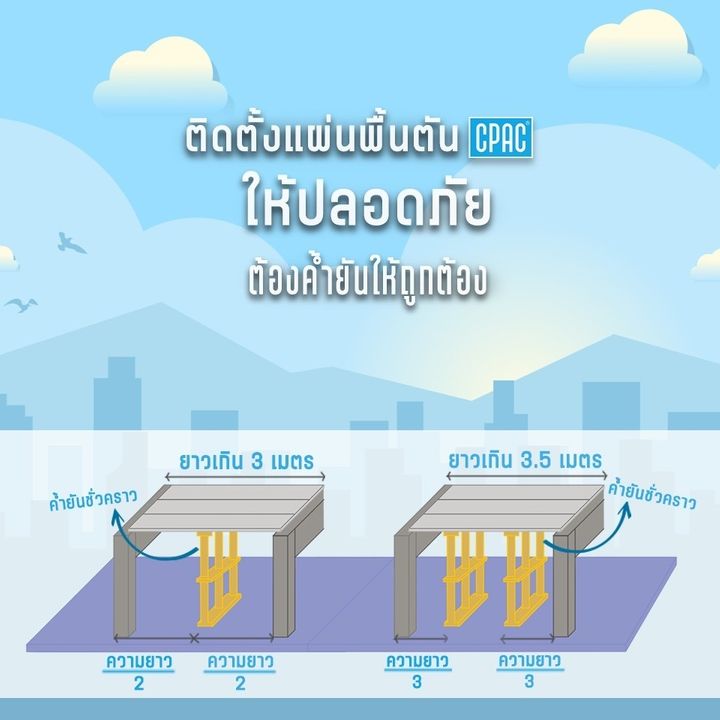 ติดตั้งแผ่นพื้นตัน CPAC®
ให้ปลอดภัย
ต้องค้ำยันให้ถูกต้อง
ยาวเกิน 3 เมตร
ค้ำยันชั่วคราว
ความยาว
2
ความยาว
2
ยาวเกิน 3.5 เมตร
ค้ำยันชั่วคราว
ความยาว
3
ความยาว
3